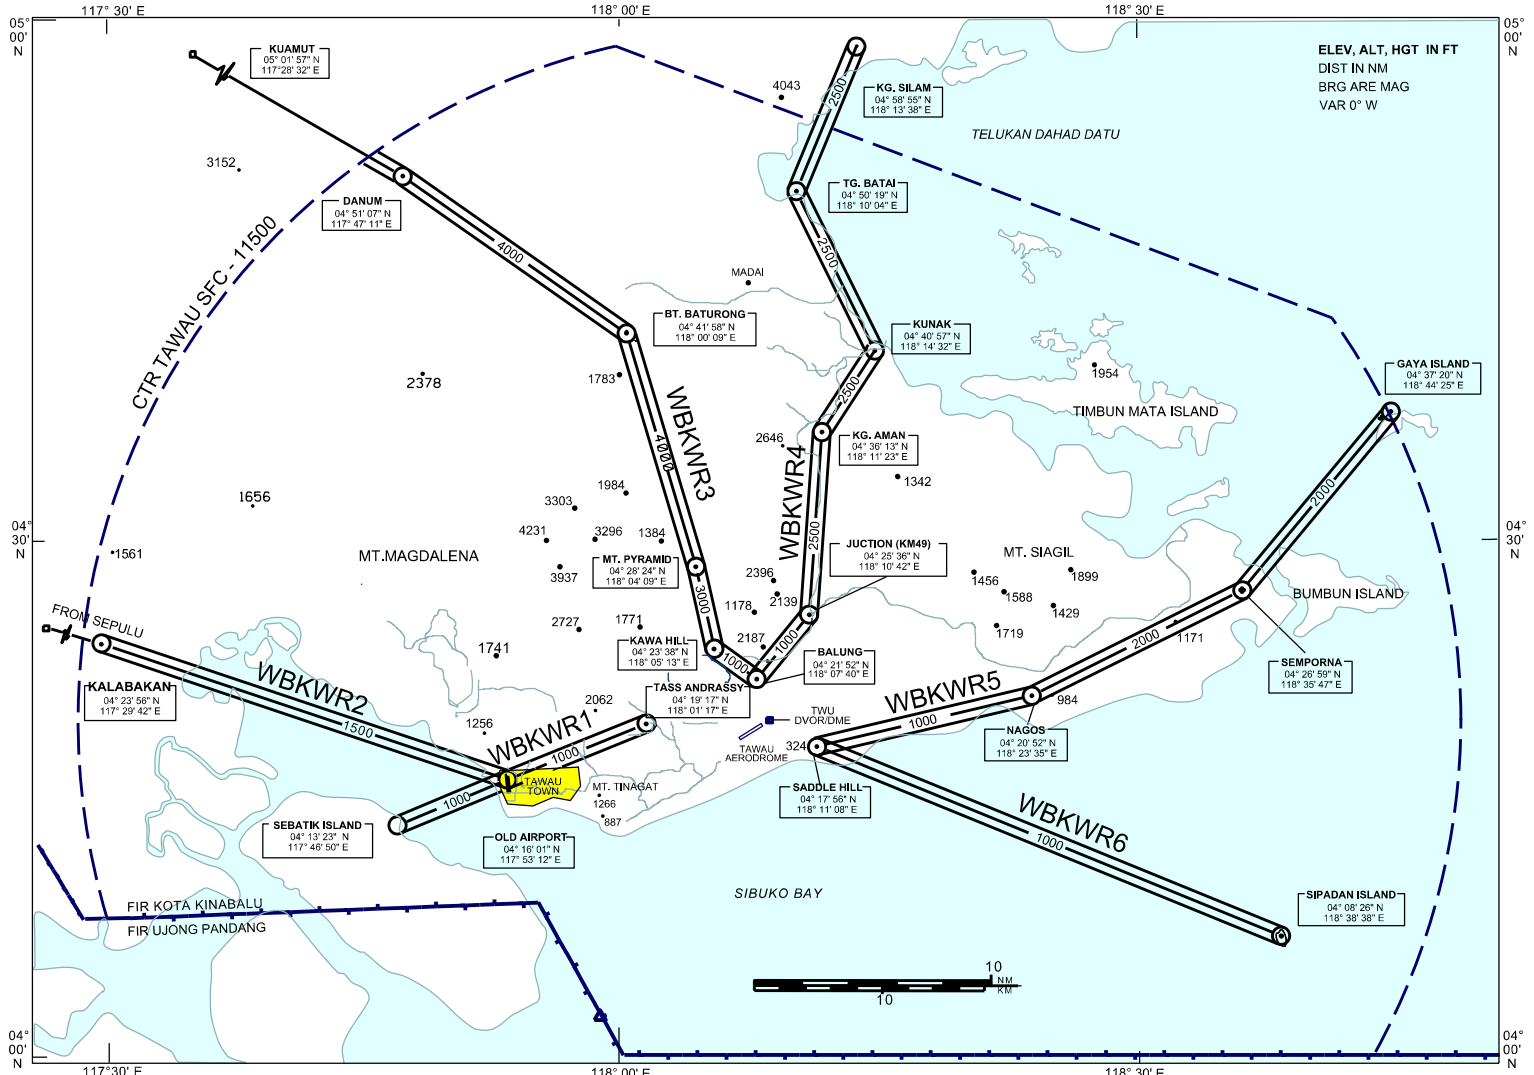 117° 30' E
118° 00' E
118° 30' E
05°
00'
N
05°
00'
N
KUAMUT
05° 01' 57" N
117°28' 32" E
ELEV, ALT, HGT IN FT
DIST IN NM
BRG ARE MAG
VAR 0° W
4043
2500
KG. SILAM
04° 58' 55" N
118° 13' 38" E
TELUKAN DAHAD DATU
3152
DANUM
04° 51' 07" N
117° 47' 11" E
TG. BATAI
04° 50' 19" N
118° 10' 04" E
CTR TAWAU SFC - 11500
4000
2500
MADAI
BT. BATURONG
04° 41' 58" N
118° 00' 09" E
KUNAK
04° 40' 57" N
118° 14' 32" E
2378
1783
WBKWR3
4000
2500
1954
GAYA ISLAND
04° 37' 20" N
118° 44' 25" E
TIMBUN MATA ISLAND
2646
WBKWR4
KG. AMAN
04° 36' 13" N
118° 11' 23" E
1342
2000
1656
1984
3303
04°
30'
N
04°
30'
N
1561
4231
3296
1384
2500
MT.MAGDALENA
3937
MT. PYRAMID
04° 28' 24" N
118° 04' 09" E
JUCTION (KM49)
04° 25' 36" N
118° 10' 42" E
MT. SIAGIL
1456
1899
1588
1429
1719
BUMBUN ISLAND
2396
2139
1178
3000
FROM SEPULU
2727
1771
2187
1741
KAWA HILL
04° 23' 38" N
118° 05' 13" E
1000
1000
BALUNG
04° 21' 52" N
118° 07' 40" E
2000
1171
SEMPORNA
04° 26' 59" N
118° 35' 47" E
KALABAKAN
04° 23' 56" N
117° 29' 42" E
WBKWR2
1500
TASS ANDRASSY
04° 19' 17" N
118° 01' 17" E
WBKWR5
1000
984
2062
1256
WBKWR1
1000
TWU
DVOR/DME
TAWAU
AERODROME
324
NAGOS
04° 20' 52" N
118° 23' 35" E
TAWAU
TOWN
MT. TINAGAT
1266
887
SADDLE HILL
04° 17' 56" N
118° 11' 08" E
1000
SEBATIK ISLAND
04° 13' 23" N
117° 46' 50" E
OLD AIRPORT
04° 16' 01" N
117° 53' 12" E
WBKWR6
1000
SIBUKO BAY
SIPADAN ISLAND
04° 08' 26" N
118° 38' 38" E
FIR KOTA KINABALU
FIR UJONG PANDANG
10
NM
KM
10
04°
00'
N
04°
00'
N
117°30' E
118° 00' E
118° 30' E